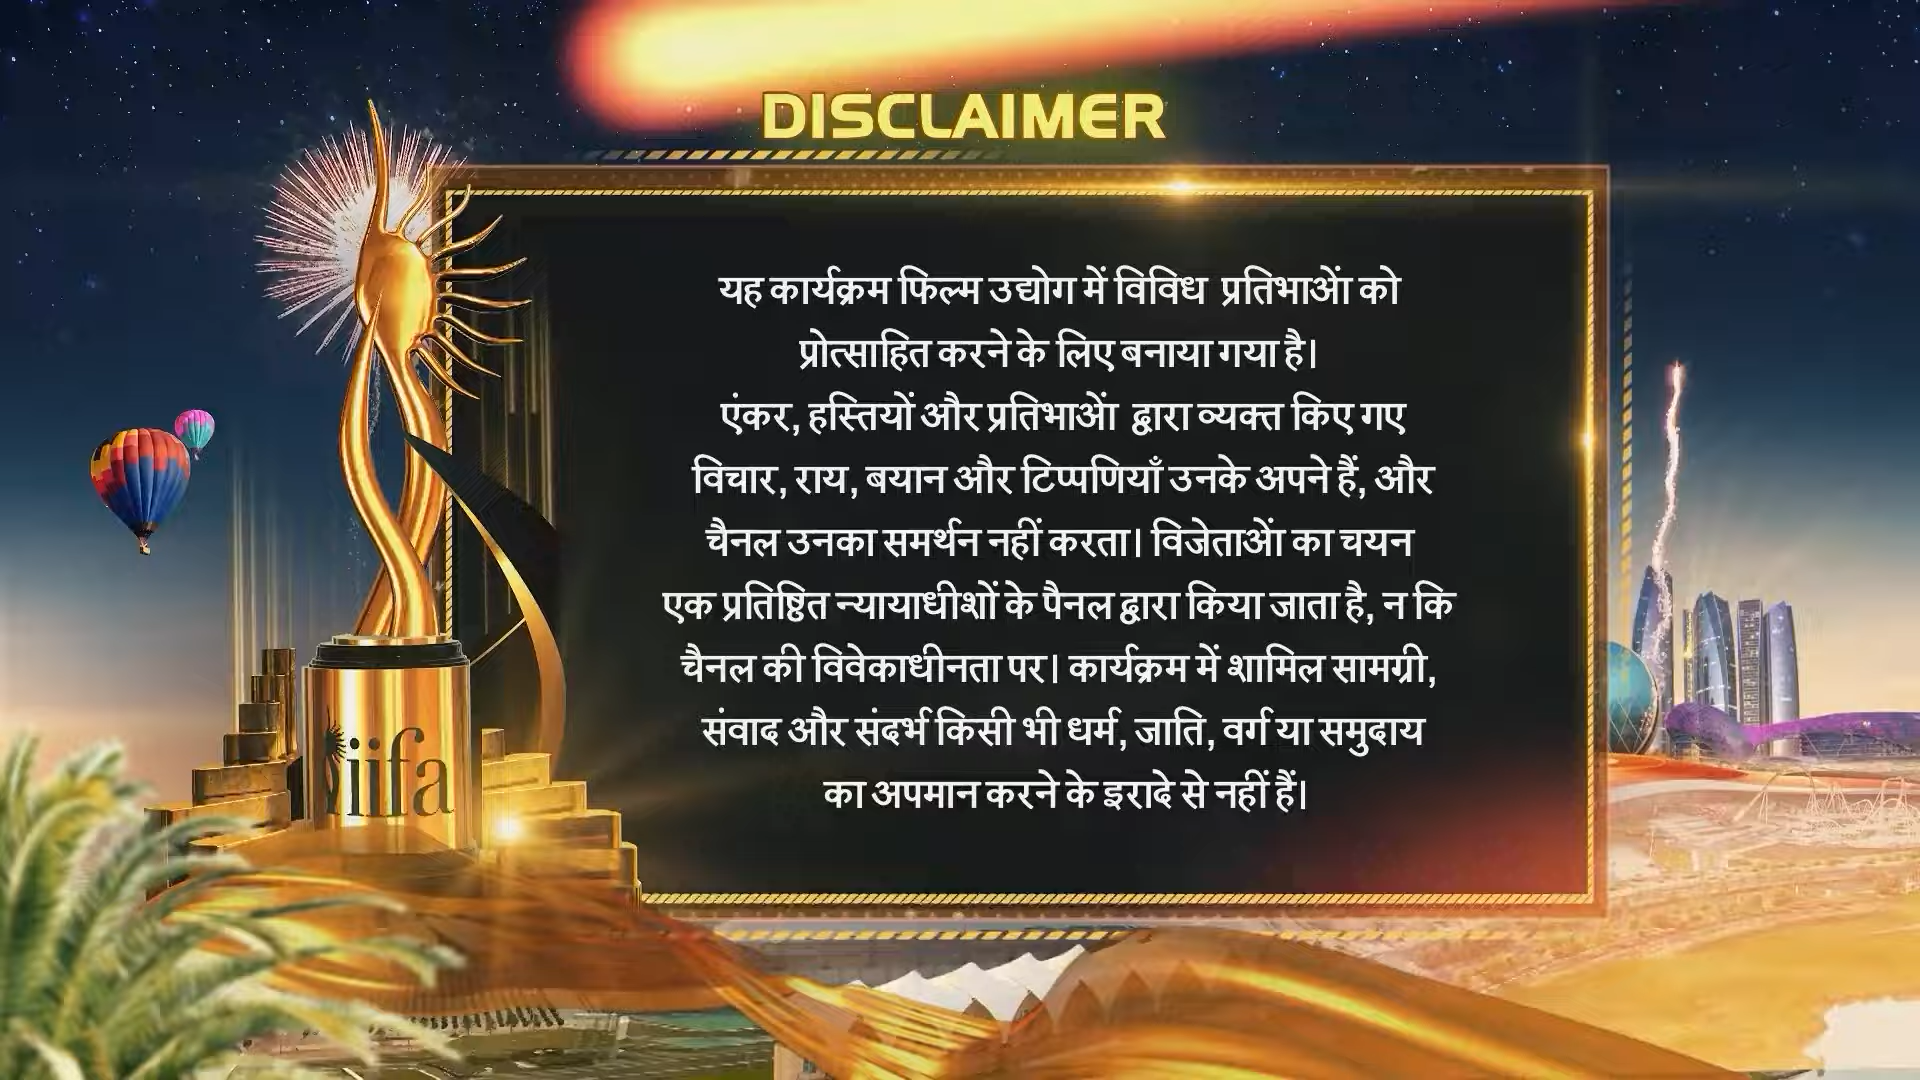 DISCLAIMER
यह कार्यक्रम फिल्म उद्योग में विविध प्रतिभाओं को
प्रोत्साहित करने के लिए बनाया गया है।
एंकर, हस्तियों और प्रतिभाओं द्वारा व्यक्त किए गए
विचार, राय, बयान और टिप्पणियाँ उनके अपने हैं, और
चैनल उनका समर्थन नहीं करता। विजेताओं का चयन
एक प्रतिष्ठित न्यायाधीशों के पैनल द्वारा किया जाता है, न कि
चैनल की विवेकाधीनता पर। कार्यक्रम में शामिल सामग्री,
संवाद और संदर्भ किसी भी धर्म, जाति, वर्ग या समुदाय
का अपमान करने के इरादे से नहीं हैं।
iifa